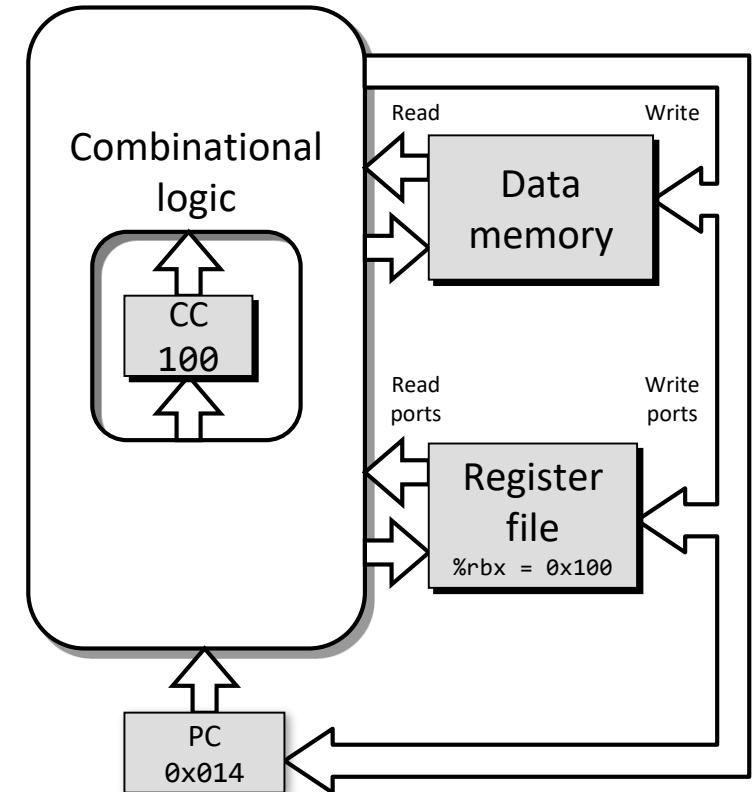 Combinational
logic
CC
100
Read
Write
Data
memory
Read
ports
Write
ports
Register
file
%rbx = 0x100
PC
0x014